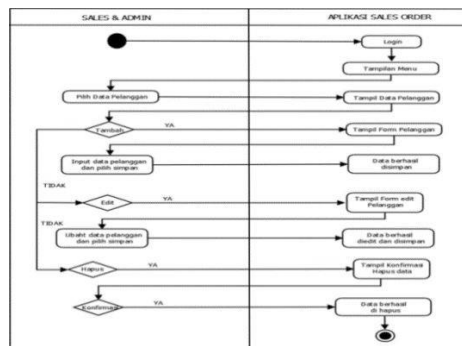 SALES & ADMIN
APLIKASI SALES ORDER
Login
Tampilan Menu
Pilih Data Pelanggan
Tampil Data Pelanggan
Tambah
YA
Tampil Form Pelanggan
Input data pelanggan
dan pilih simpan
Data berhasil
disimpan
TIDAK
Edit
YA
Tampil Form edit
Pelanggan
TIDAK
Ubaht data pelanggan
dan pilih simpan
Data berhasil
diedit dan disimpan
Hapus
YA
Tampil Konfirmasi
Hapus data
Konfirmasi
YA
Data berhasil
di hapus